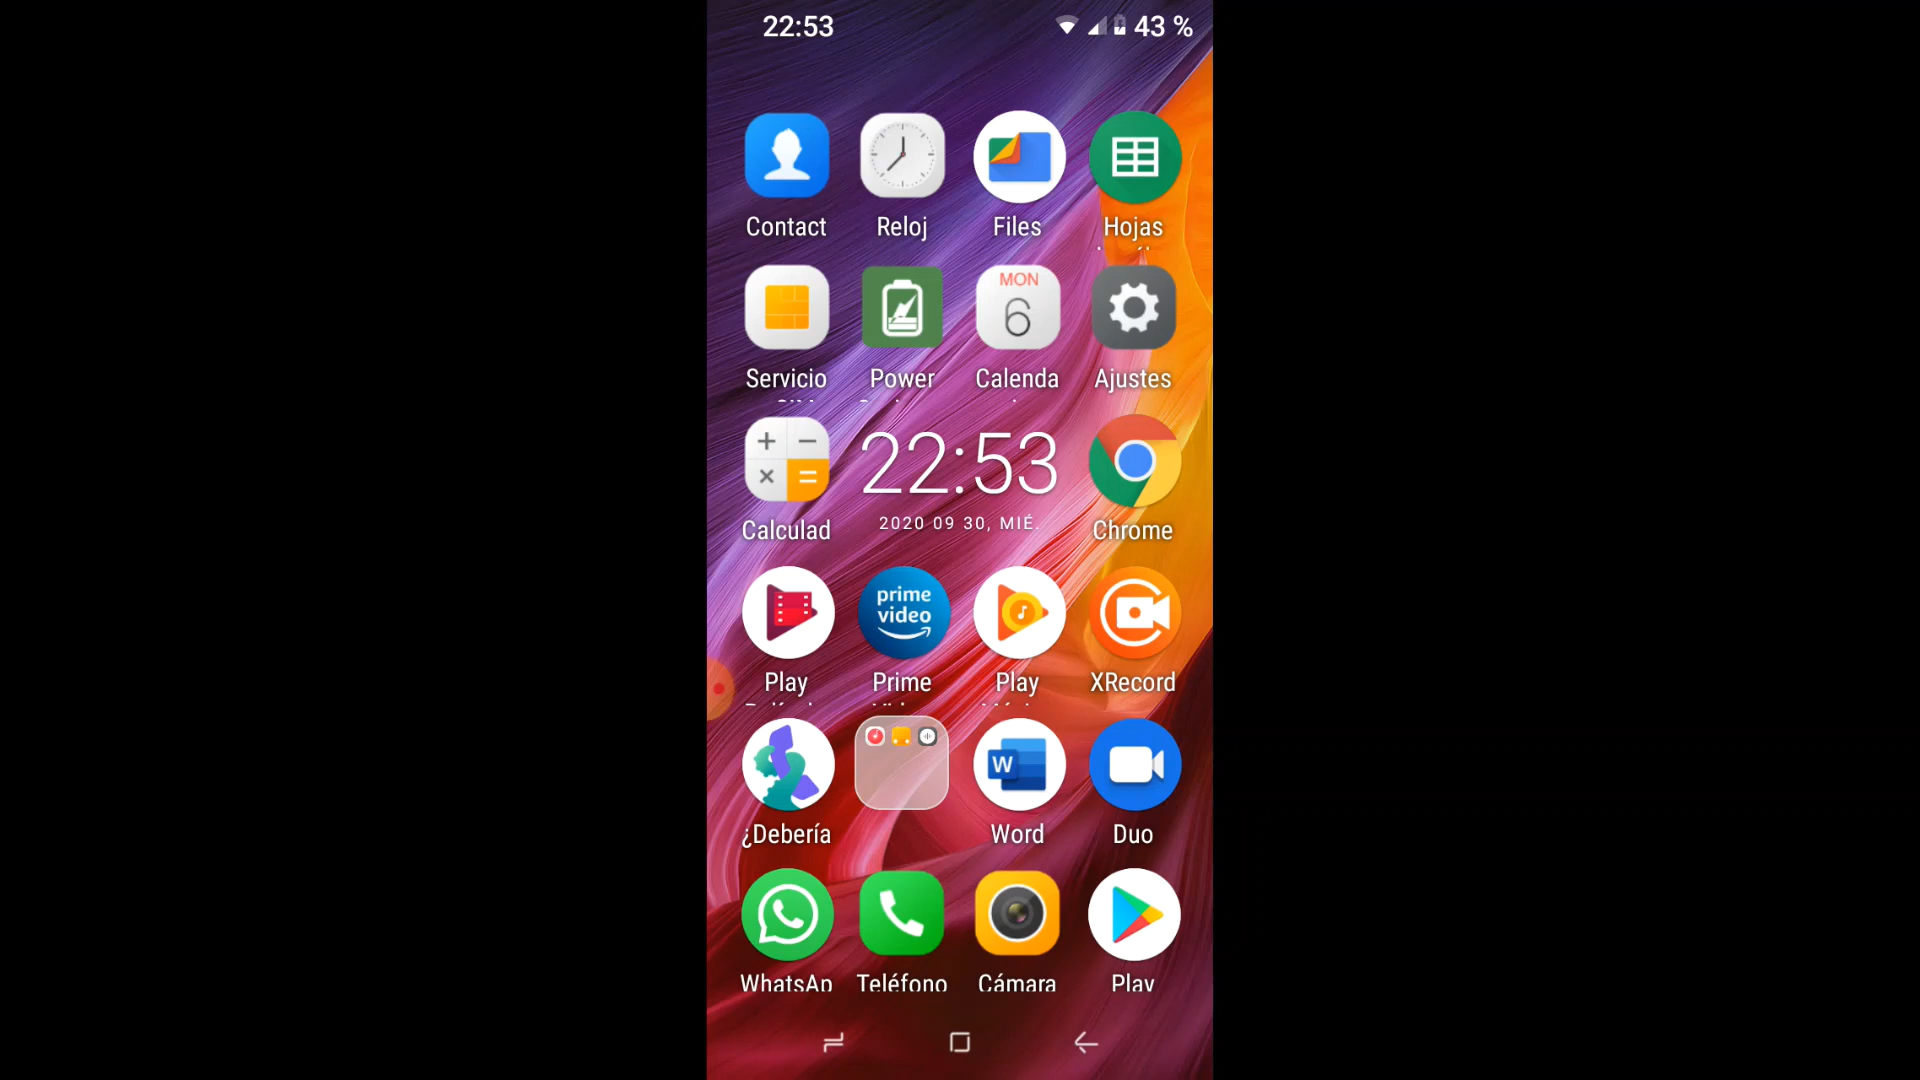 22:53 43 %
Contact Reloj Files Hojas
MON
6
Servicio Power Calenda Ajustes
22:53
2020 09 30, MIÉ.
Calculad Chrome
prime
video
Play Prime Play XRecord
W
¿Debería Word Duo
WhatsAp Teléfono Cámara Play